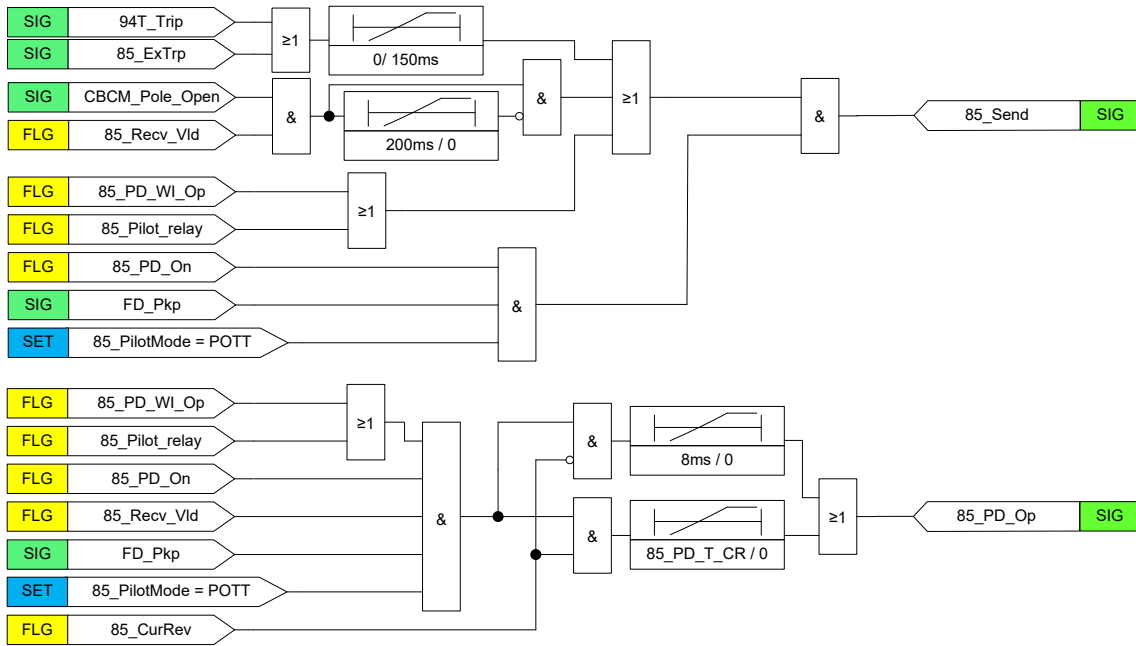 SIG 94T_Trip
SIG 85_ExTrp
≥1
0/ 150ms
SIG CBCM_Pole_Open
FLG 85_Recv_Vld
&
200ms / 0
&
≥1
&
85_Send SIG
FLG 85_PD_WI_Op
FLG 85_Pilot_relay
≥1
FLG 85_PD_On
SIG FD_Pkp
SET 85_PilotMode = POTT
&
FLG 85_PD_WI_Op
FLG 85_Pilot_relay
≥1
FLG 85_PD_On
FLG 85_Recv_Vld
SIG FD_Pkp
SET 85_PilotMode = POTT
FLG 85_CurRev
&
&
8ms / 0
&
85_PD_T_CR / 0
≥1
85_PD_Op SIG